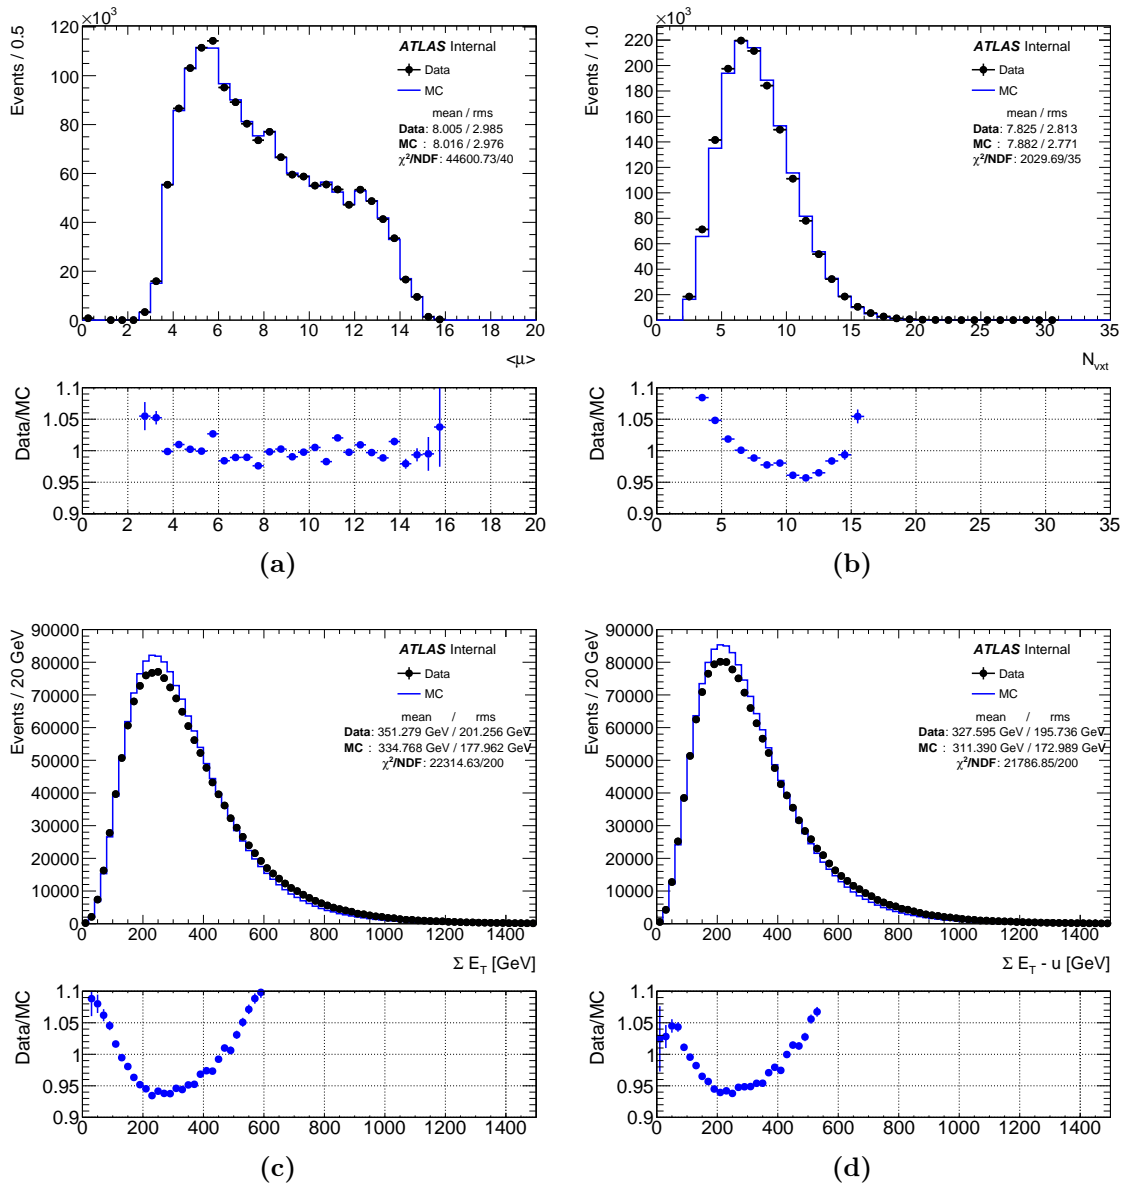 ×10³
Events / 0.5
120
100
80
60
40
20
0
ATLAS Internal
Data
MC
mean / rms
Data: 8.005 / 2.985
MC : 8.016 / 2.976
χ²/NDF : 44600.73/40
0 2 4 6 8 10 12 14 16 18 20
<μ>
Data/MC
1.1
1.05
1
0.95
0.9
0 2 4 6 8 10 12 14 16 18 20
(a)
×10³
Events / 1.0
220
200
180
160
140
120
100
80
60
40
20
0
ATLAS Internal
Data
MC
mean / rms
Data: 7.825 / 2.813
MC : 7.882 / 2.771
χ²/NDF : 2029.69/35
0 5 10 15 20 25 30 35
N_vxt
Data/MC
1.1
1.05
1
0.95
0.9
0 5 10 15 20 25 30 35
(b)
Events / 20 GeV
90000
80000
70000
60000
50000
40000
30000
20000
10000
0
ATLAS Internal
Data
MC
mean / rms
Data: 351.279 GeV / 201.256 GeV
MC : 334.768 GeV / 177.962 GeV
χ²/NDF : 22314.63/200
0 200 400 600 800 1000 1200 1400
Σ E_T [GeV]
Data/MC
1.1
1.05
1
0.95
0.9
0 200 400 600 800 1000 1200 1400
(c)
Events / 20 GeV
90000
80000
70000
60000
50000
40000
30000
20000
10000
0
ATLAS Internal
Data
MC
mean / rms
Data: 327.595 GeV / 195.736 GeV
MC : 311.390 GeV / 172.989 GeV
χ²/NDF : 21786.85/200
0 200 400 600 800 1000 1200 1400
Σ E_T - u [GeV]
Data/MC
1.1
1.05
1
0.95
0.9
0 200 400 600 800 1000 1200 1400
(d)